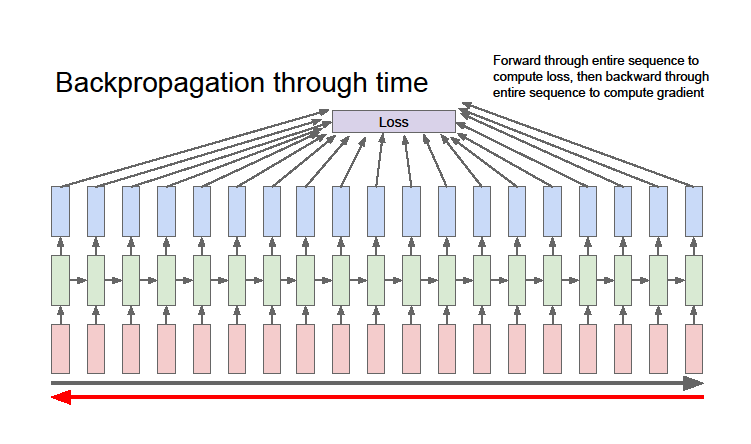 Forward through entire sequence to
compute loss, then backward through
entire sequence to compute gradient
Backpropagation through time
Loss